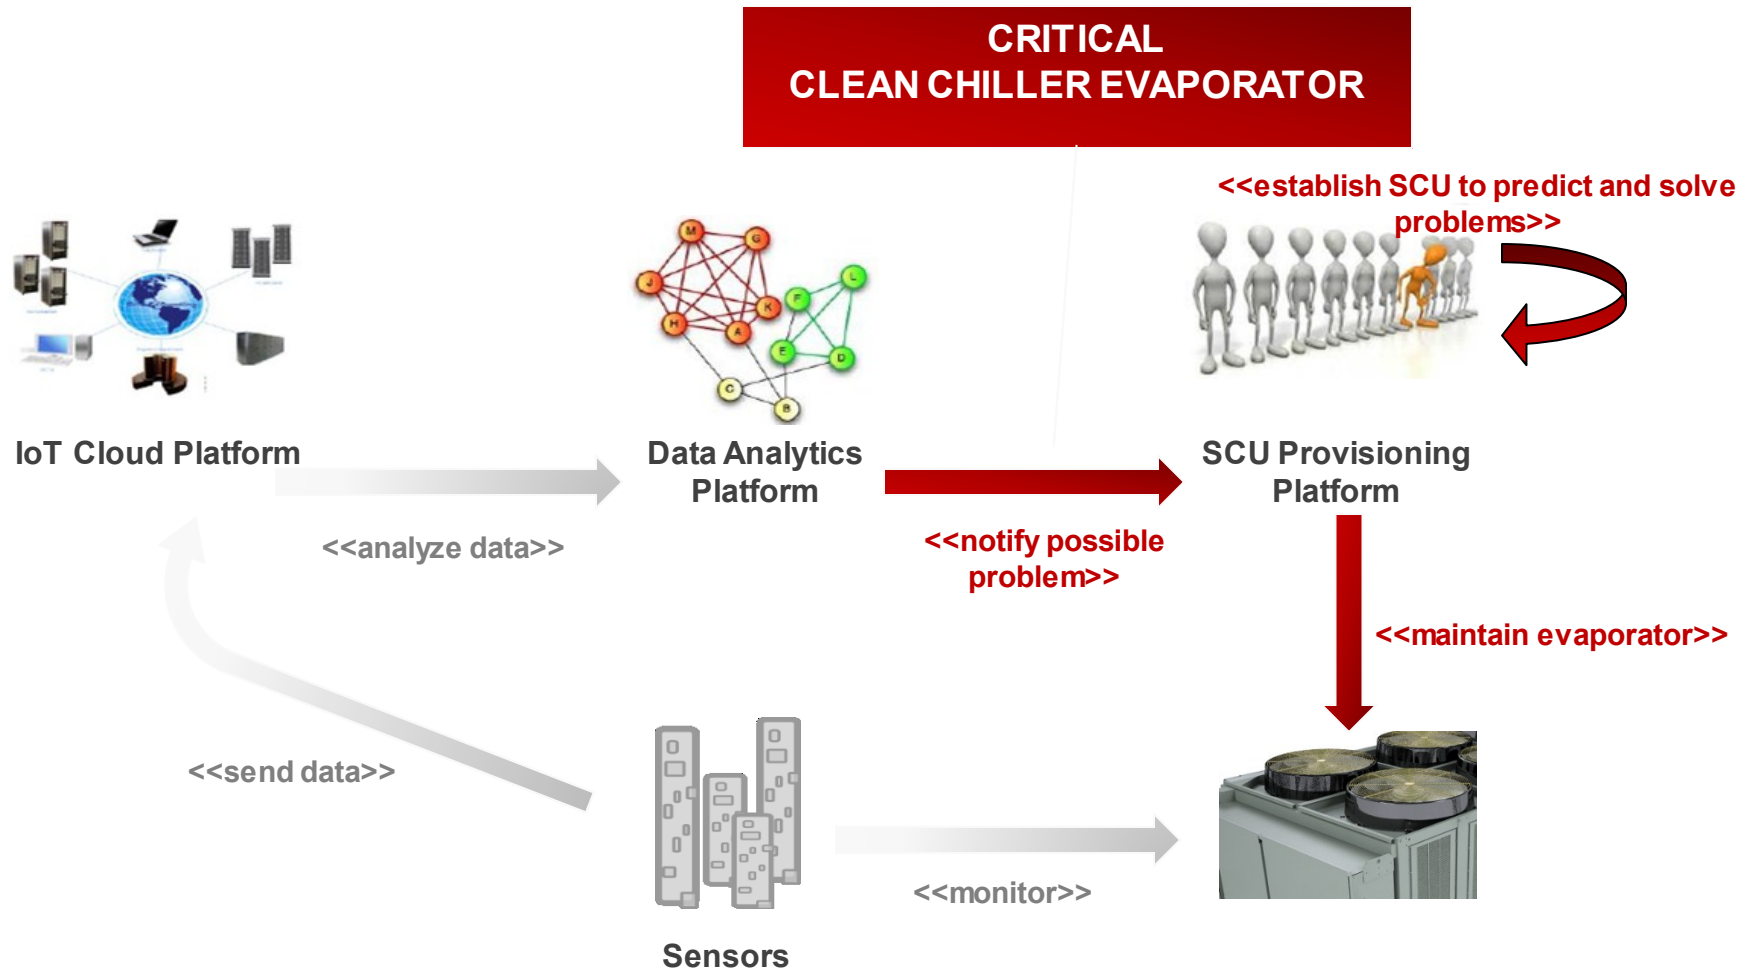 CRITICAL
CLEAN CHILLER EVAPORATOR
<<establish SCU to predict and solve
problems>>
M
G
J
K
H
A
L
F
E
D
C
B
IoT Cloud Platform
Data Analytics
Platform
SCU Provisioning
Platform
<<analyze data>>
<<notify possible
problem>>
<<maintain evaporator>>
<<send data>>
<<monitor>>
Sensors